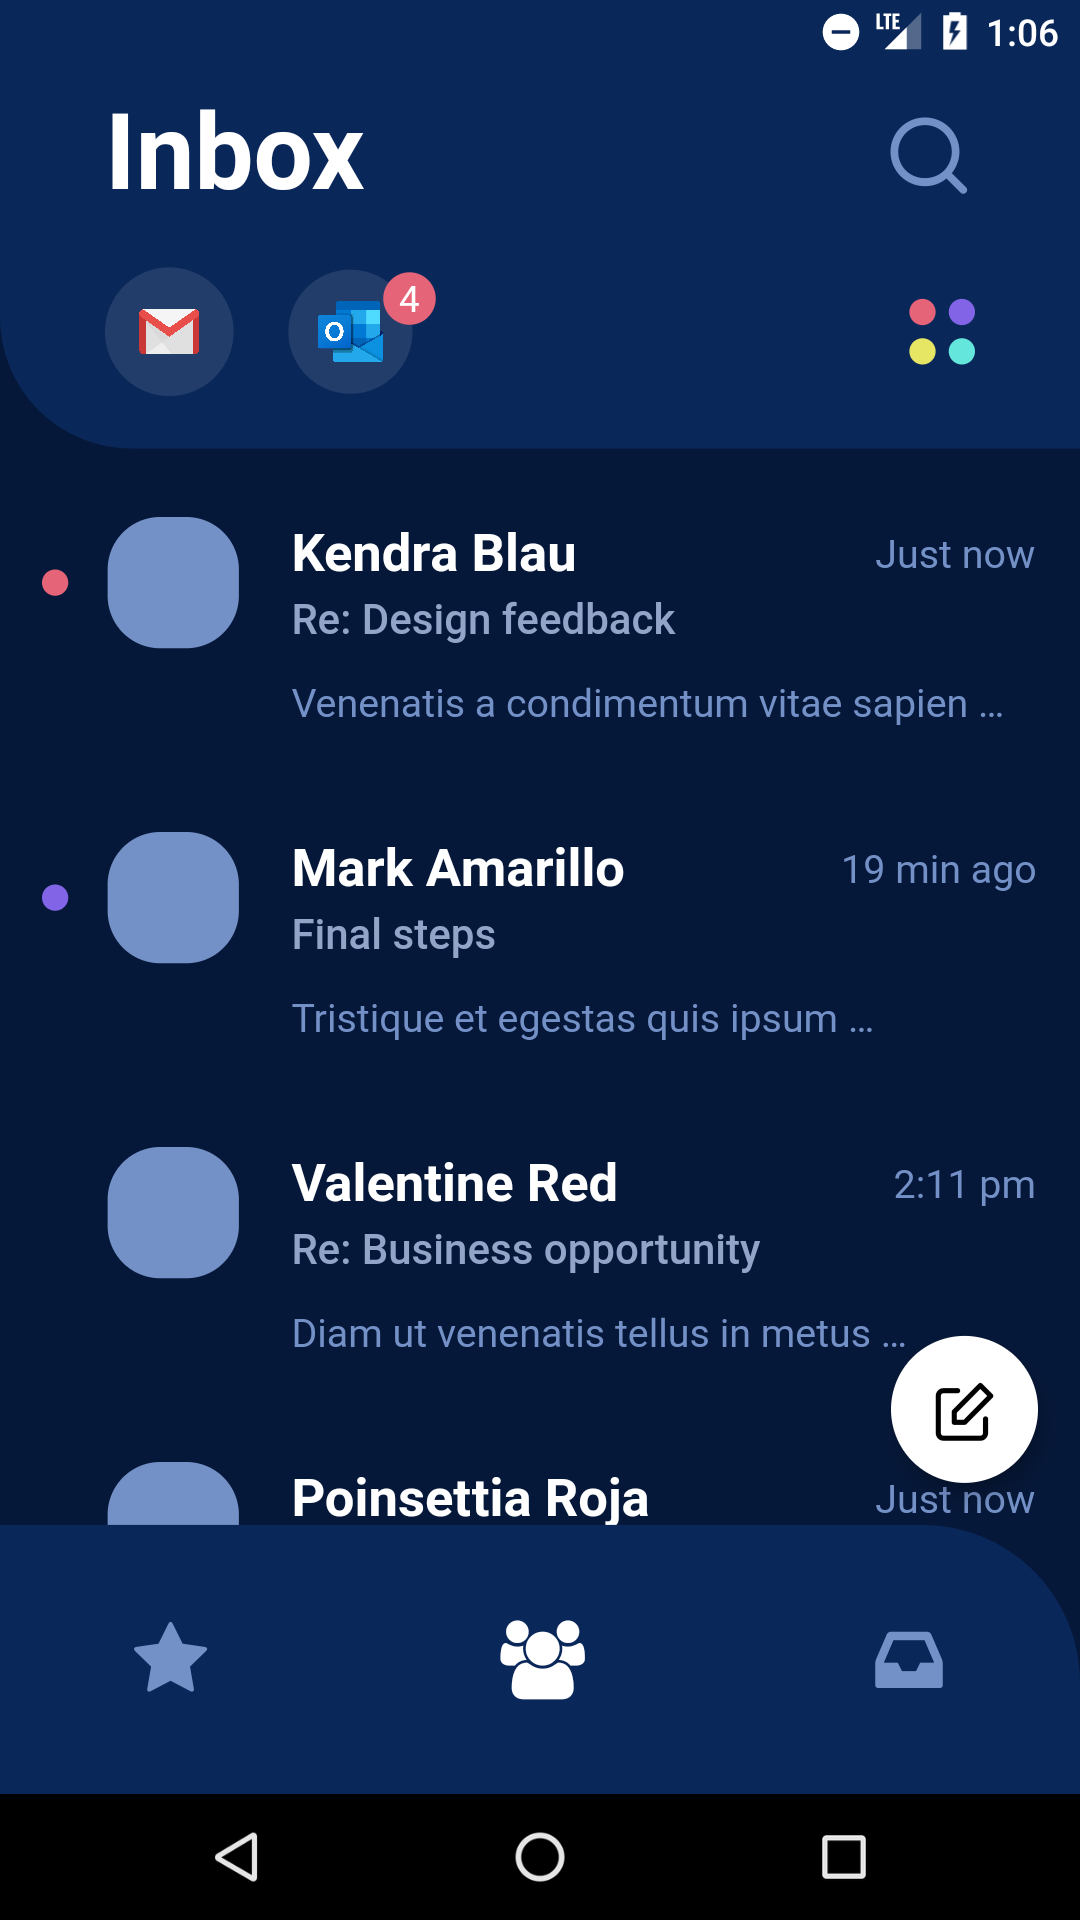 LTE 1:06
Inbox
4
Kendra Blau Just now
Re: Design feedback
Venenatis a condimentum vitae sapien ...
Mark Amarillo 19 min ago
Final steps
Tristique et egestas quis ipsum ...
Valentine Red 2:11 pm
Re: Business opportunity
Diam ut venenatis tellus in metus ...
Poinsettia Roja Just now